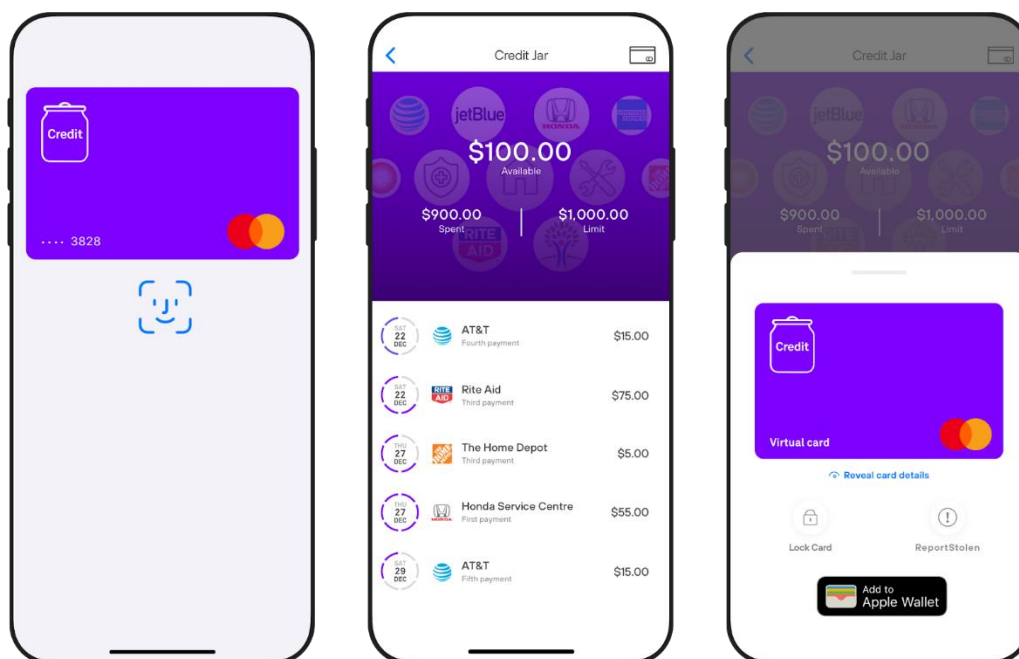 Credit
.... 3828
Credit Jar
jetBlue
HONDA
$100.00
Available
$900.00
Spent
$1,000.00
Limit
RITE
AID
SAT
22
DEC
AT&T
Fourth payment
$15.00
SAT
22
DEC
RITE
AID
Rite Aid
Third payment
$75.00
THU
27
DEC
The Home Depot
Third payment
$5.00
THU
27
DEC
HONDA
Honda Service Centre
First payment
$55.00
SAT
29
DEC
AT&T
Fifth payment
$15.00
Credit Jar
jetBlue
HONDA
$100.00
Available
$900.00
Spent
$1,000.00
Limit
Credit
Virtual card
Reveal card details
Lock Card
ReportStolen
Add to
Apple Wallet